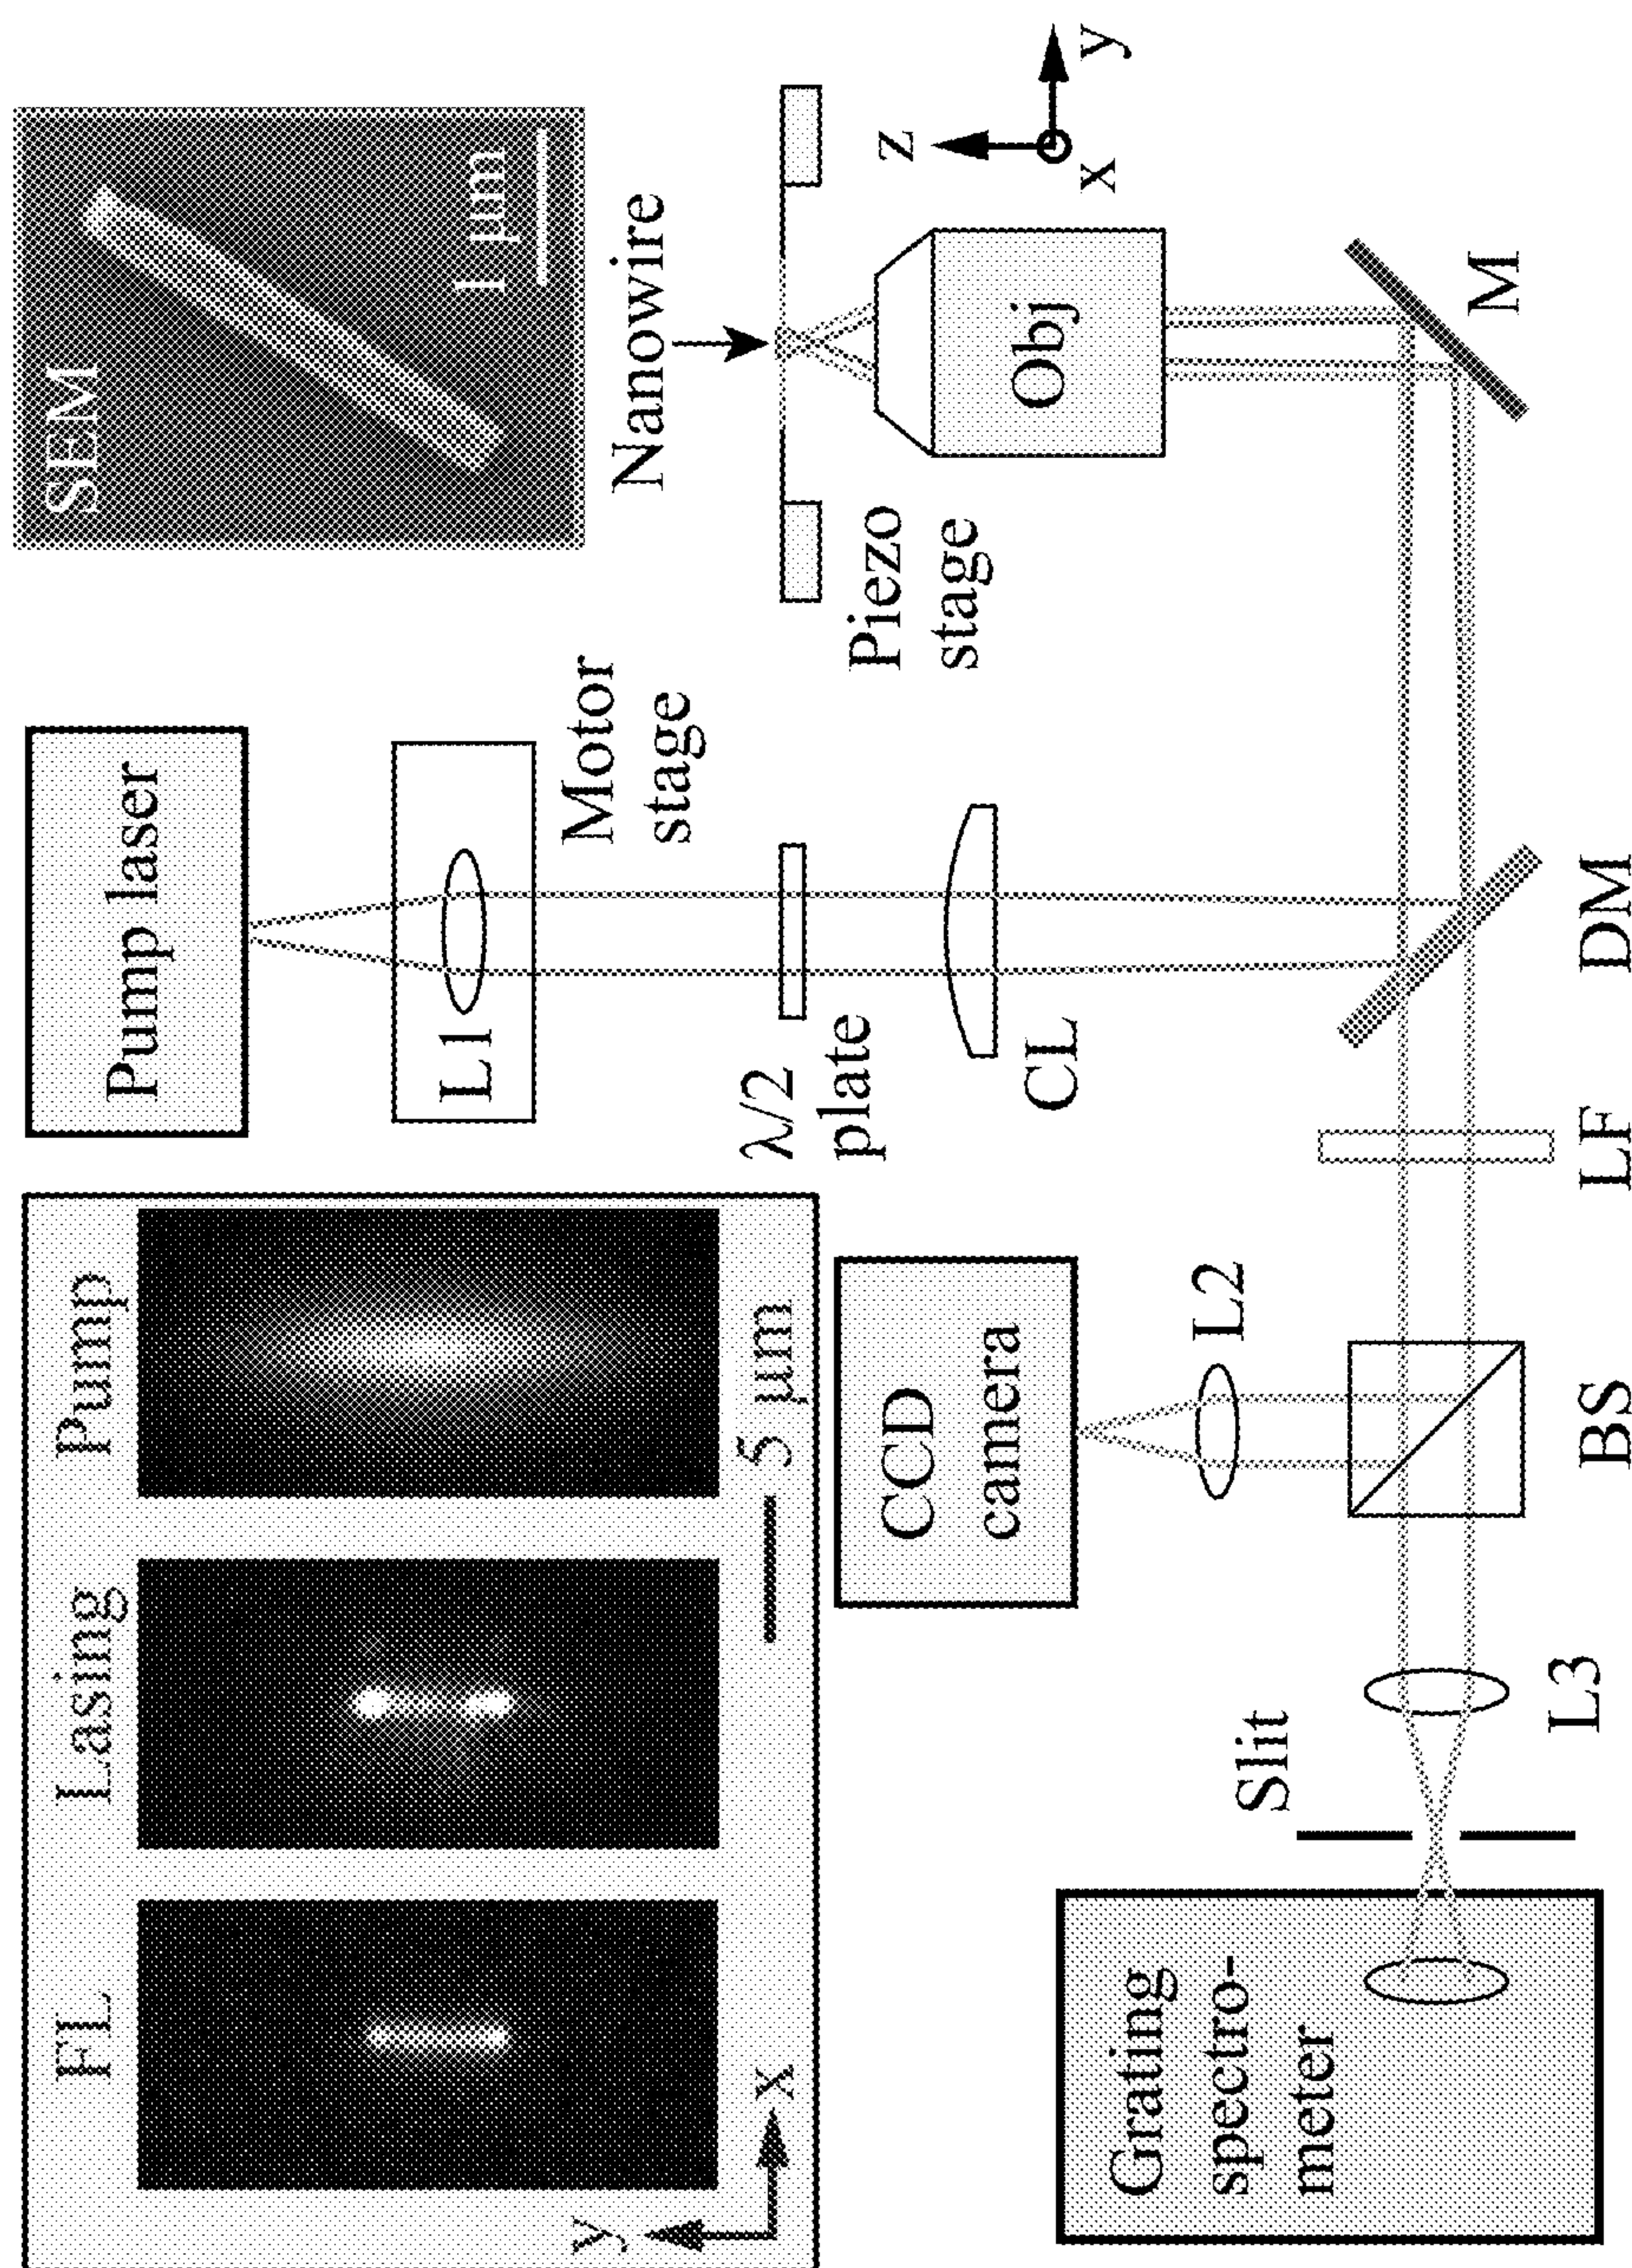 FL
Lasing
Pump
y
x
5 μm
Pump laser
L1
Motor
stage
λ/2
plate
CL
SEM
1 μm
Nanowire
Piezo
stage
z
y
x
Obj
CCD
camera
L2
Grating
spectro-
meter
Slit
L3
BS
LF
DM
M